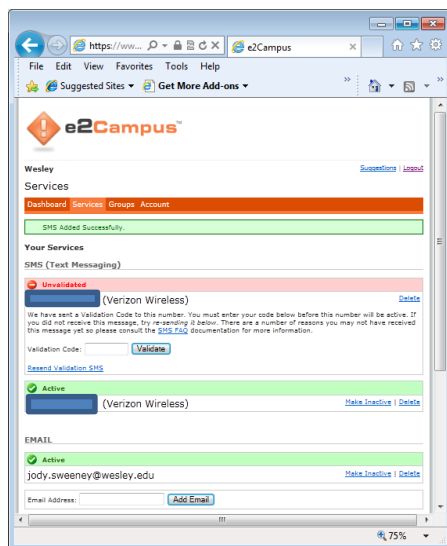 https://ww...
e2Campus
File Edit View Favorites Tools Help
Suggested Sites Get More Add-ons
e2Campus™
Wesley
Suggestions | Logout
Services
Dashboard Services Groups Account
SMS Added Successfully.
Your Services
SMS (Text Messaging)
Unvalidated
(Verizon Wireless)
Delete
We have sent a Validation Code to this number. You must enter your code below before this number will be active. If
you did not receive this message, try re-sending it below. There are a number of reasons you may not have received
this message yet so please consult the SMS FAQ documentation for more information.
Validation Code: Validate
Resend Validation SMS
Active
(Verizon Wireless)
Make Inactive | Delete
EMAIL
Active
jody.sweeney@wesley.edu
Make Inactive | Delete
Email Address: Add Email
75%